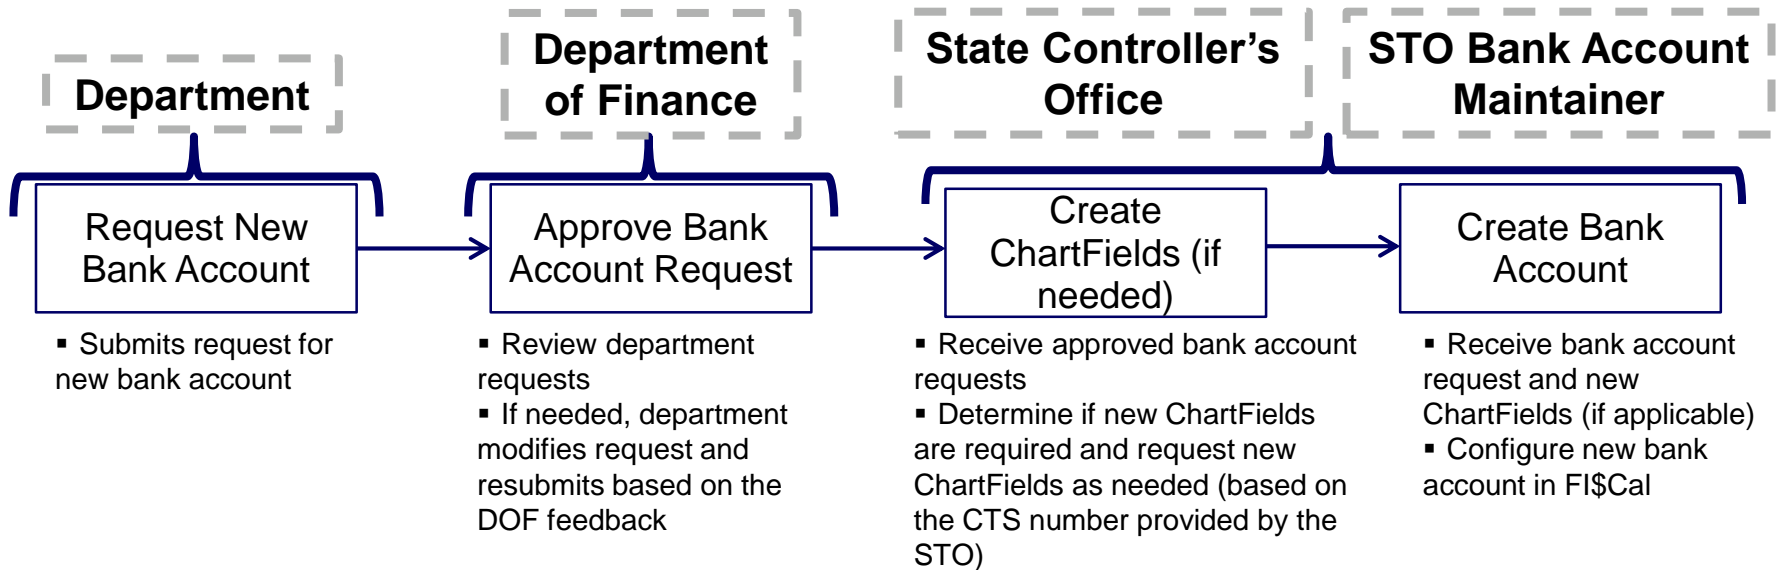 Department
Department
of Finance
State Controller's
Office
STO Bank Account
Maintainer
Request New
Bank Account
Approve Bank
Account Request
Create
ChartFields (if
needed)
Create Bank
Account
▪ Submits request for
new bank account
▪ Review department
requests
▪ If needed, department
modifies request and
resubmits based on the
DOF feedback
▪ Receive approved bank account
requests
▪ Determine if new ChartFields
are required and request new
ChartFields as needed (based on
the CTS number provided by the
STO)
▪ Receive bank account
request and new
ChartFields (if applicable)
▪ Configure new bank
account in FI$Cal